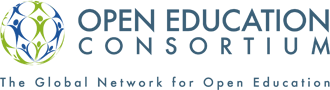 OPEN EDUCATION
CONSORTIUM
The Global Network for Open Education